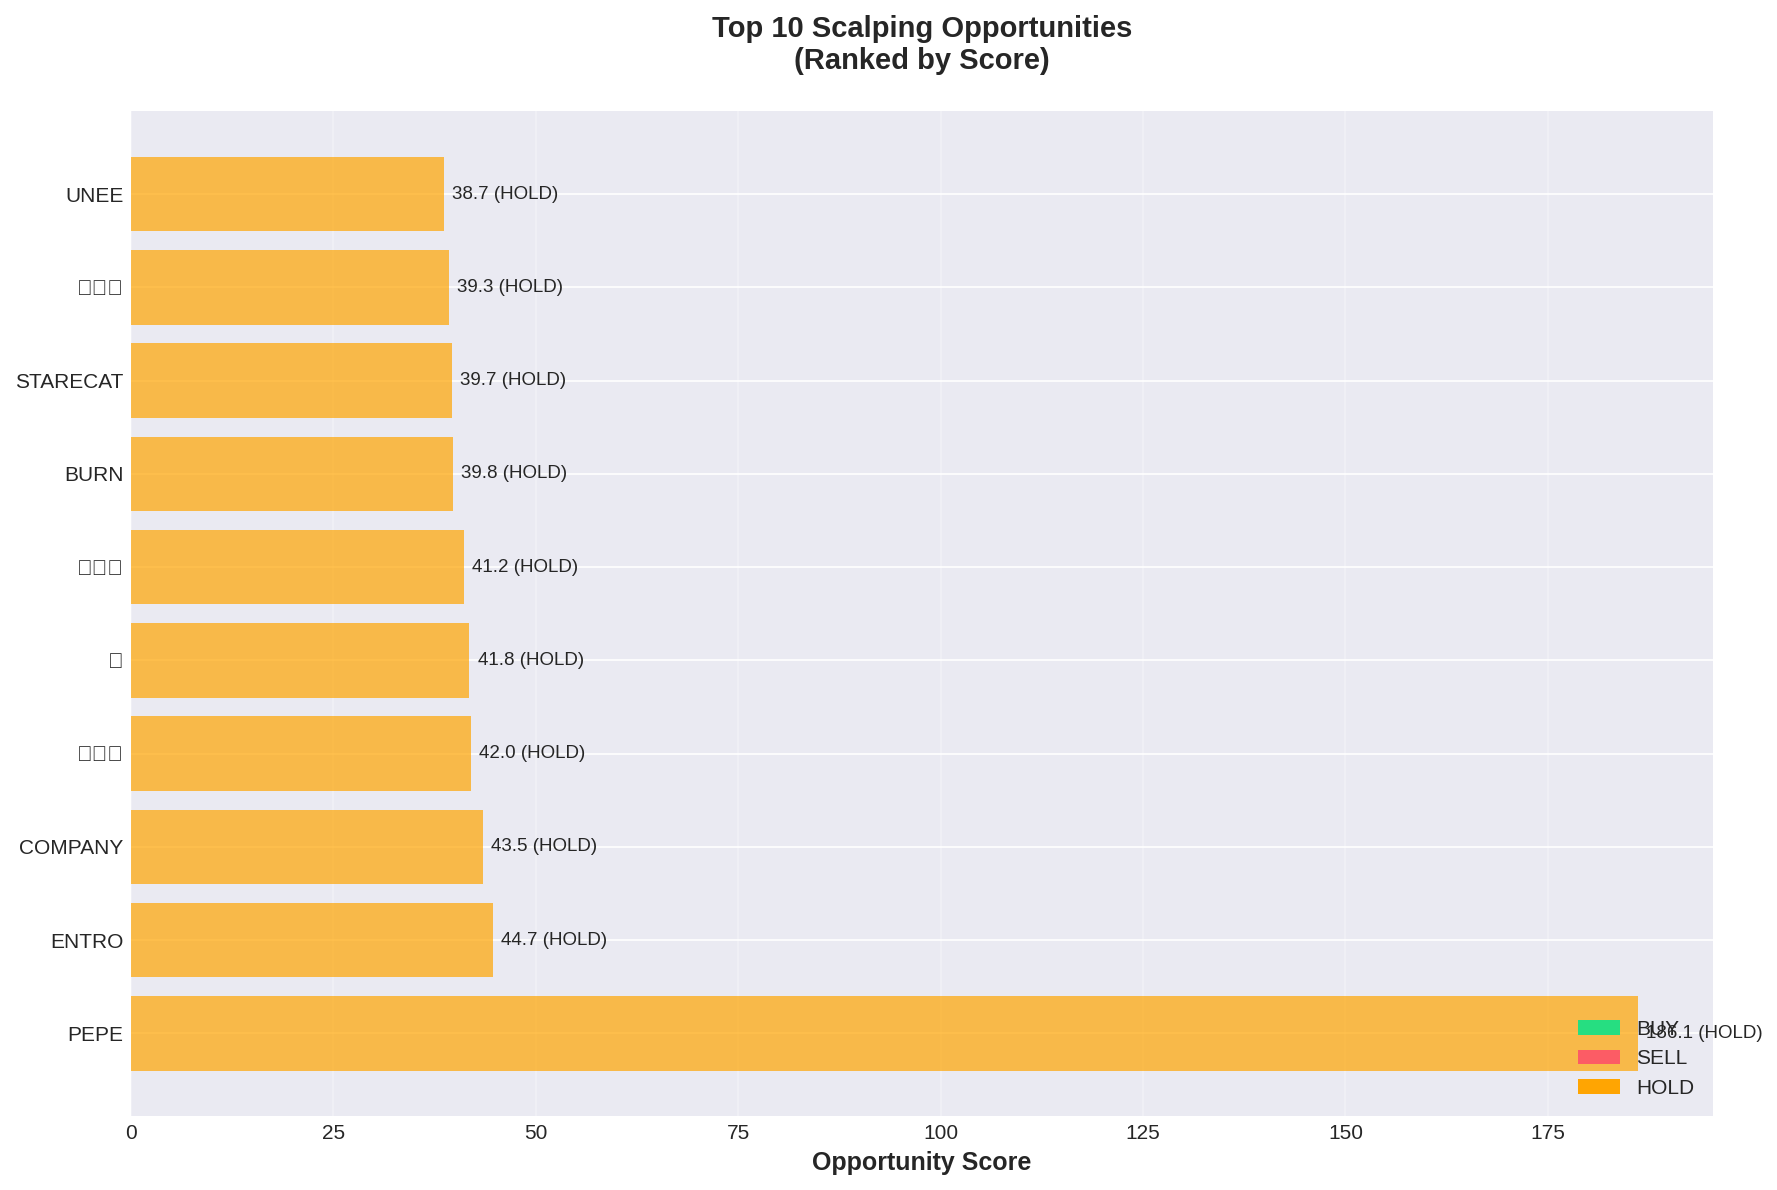 Top 10 Scalping Opportunities
(Ranked by Score)
UNEE
38.7 (HOLD)
39.3 (HOLD)
STARECAT
39.7 (HOLD)
BURN
39.8 (HOLD)
41.2 (HOLD)
41.8 (HOLD)
42.0 (HOLD)
COMPANY
43.5 (HOLD)
ENTRO
44.7 (HOLD)
PEPE
186.1 (HOLD)
BUY
SELL
HOLD
0 25 50 75 100 125 150 175
Opportunity Score